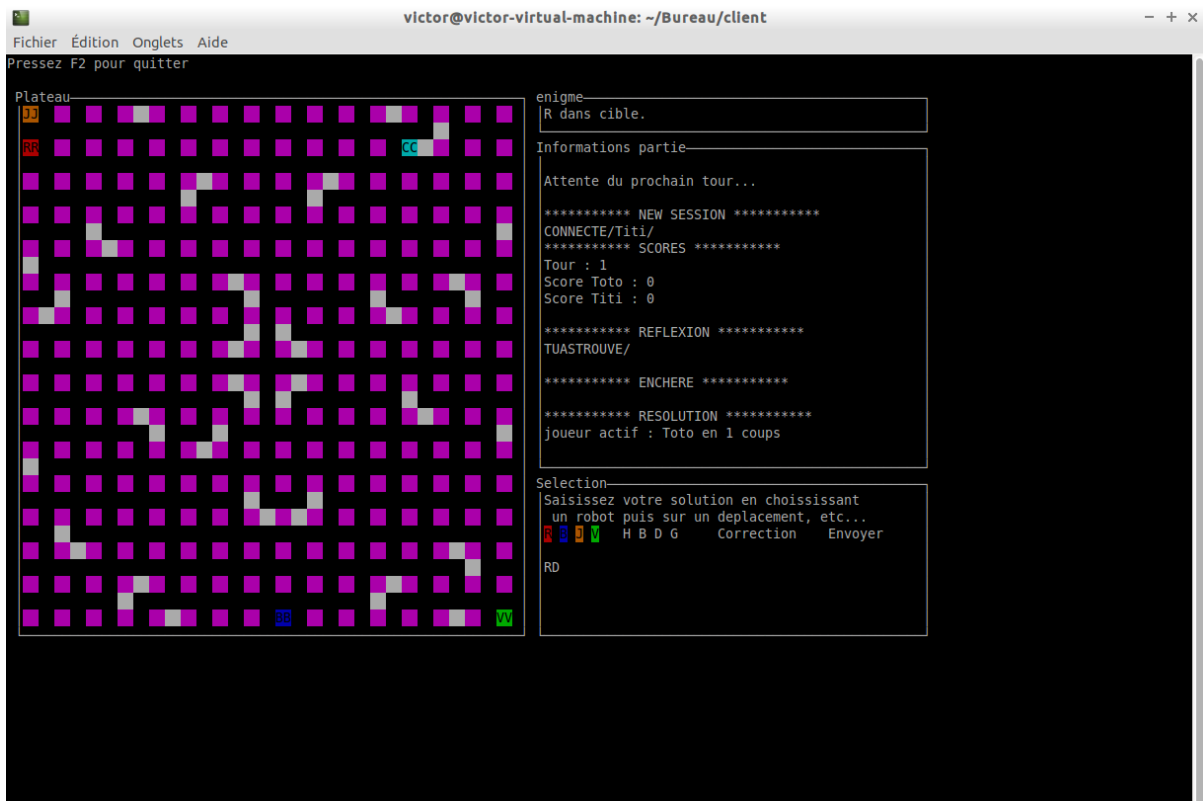 victor@victor-virtual-machine: ~/Bureau/client
Fichier Édition Onglets Aide
Pressez F2 pour quitter
Plateau
JJ
RR CC
BB VV
enigme
R dans cible.
Informations partie
Attente du prochain tour...
*********** NEW SESSION ***********
CONNECTE/Titi/
*********** SCORES ***********
Tour : 1
Score Toto : 0
Score Titi : 0
*********** REFLEXION ***********
TUASTROUVE/
*********** ENCHERE ***********
*********** RESOLUTION ***********
joueur actif : Toto en 1 coups
Selection
Saisissez votre solution en choississant
un robot puis sur un deplacement, etc...
R B J V H B D G Correction Envoyer
RD